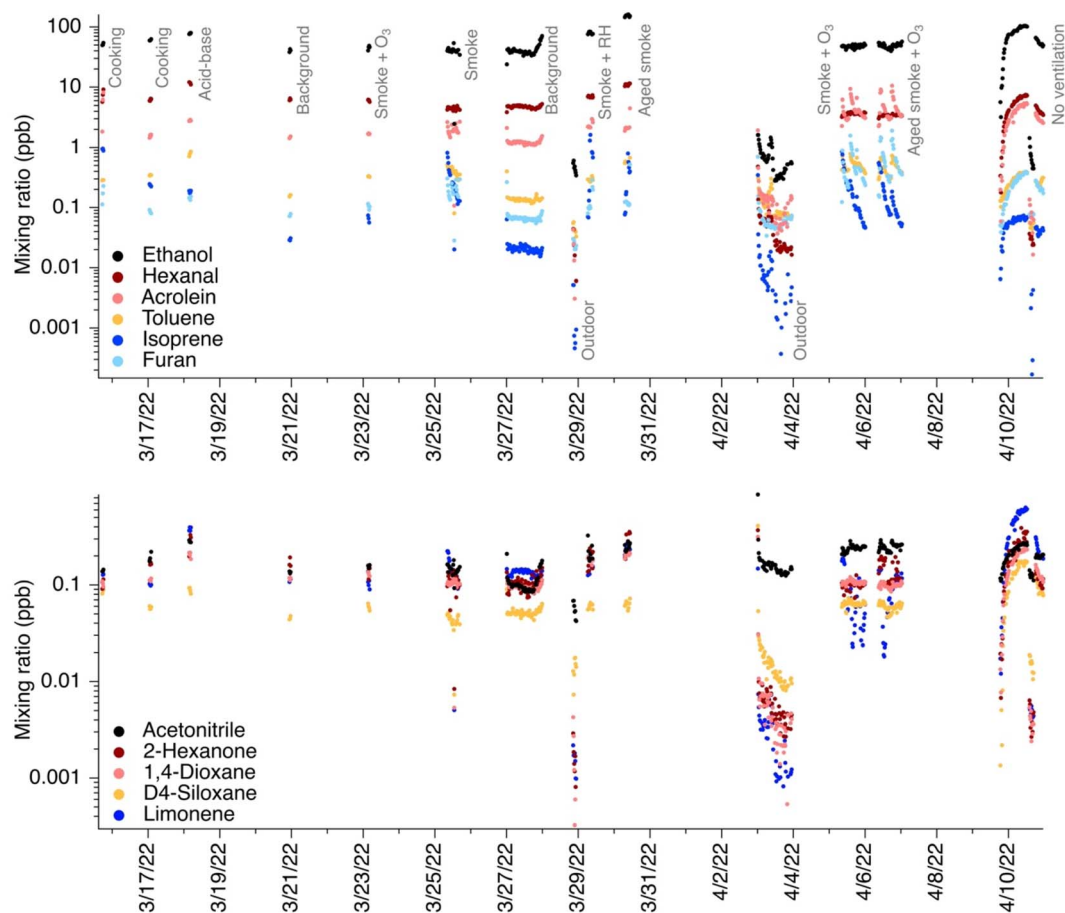 Mixing ratio (ppb)
100
10
1
0.1
0.01
0.001
Cooking
Cooking
Acid-base
Background
Smoke + O3
Smoke
Background
Outdoor
Smoke + RH
Aged smoke
Outdoor
Smoke + O3
Aged smoke + O3
No ventilation
Ethanol
Hexanal
Acrolein
Toluene
Isoprene
Furan
3/17/22
3/19/22
3/21/22
3/23/22
3/25/22
3/27/22
3/29/22
3/31/22
4/2/22
4/4/22
4/6/22
4/8/22
4/10/22
Mixing ratio (ppb)
0.1
0.01
0.001
Acetonitrile
2-Hexanone
1,4-Dioxane
D4-Siloxane
Limonene
3/17/22
3/19/22
3/21/22
3/23/22
3/25/22
3/27/22
3/29/22
3/31/22
4/2/22
4/4/22
4/6/22
4/8/22
4/10/22